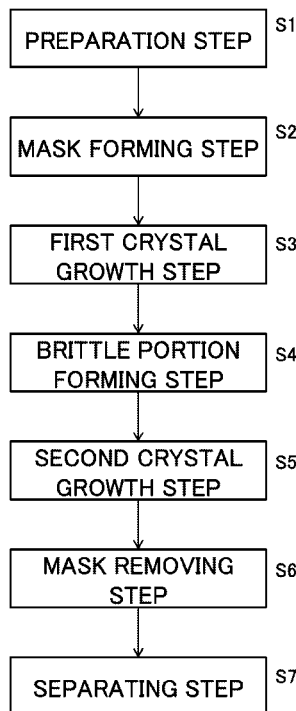 PREPARATION STEP
S1
MASK FORMING STEP
S2
FIRST CRYSTAL
GROWTH STEP
S3
BRITTLE PORTION
FORMING STEP
S4
SECOND CRYSTAL
GROWTH STEP
S5
MASK REMOVING
STEP
S6
SEPARATING STEP
S7